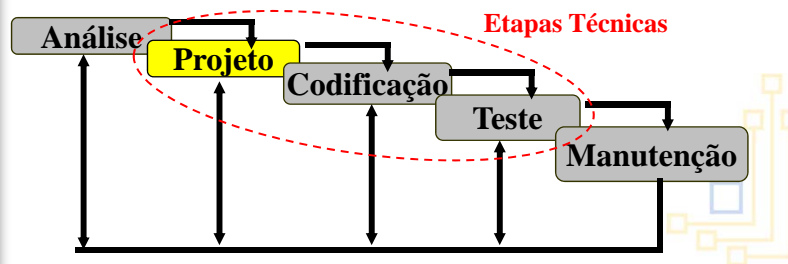 Etapas Técnicas
Análise
Projeto
Codificação
Teste
Manutenção